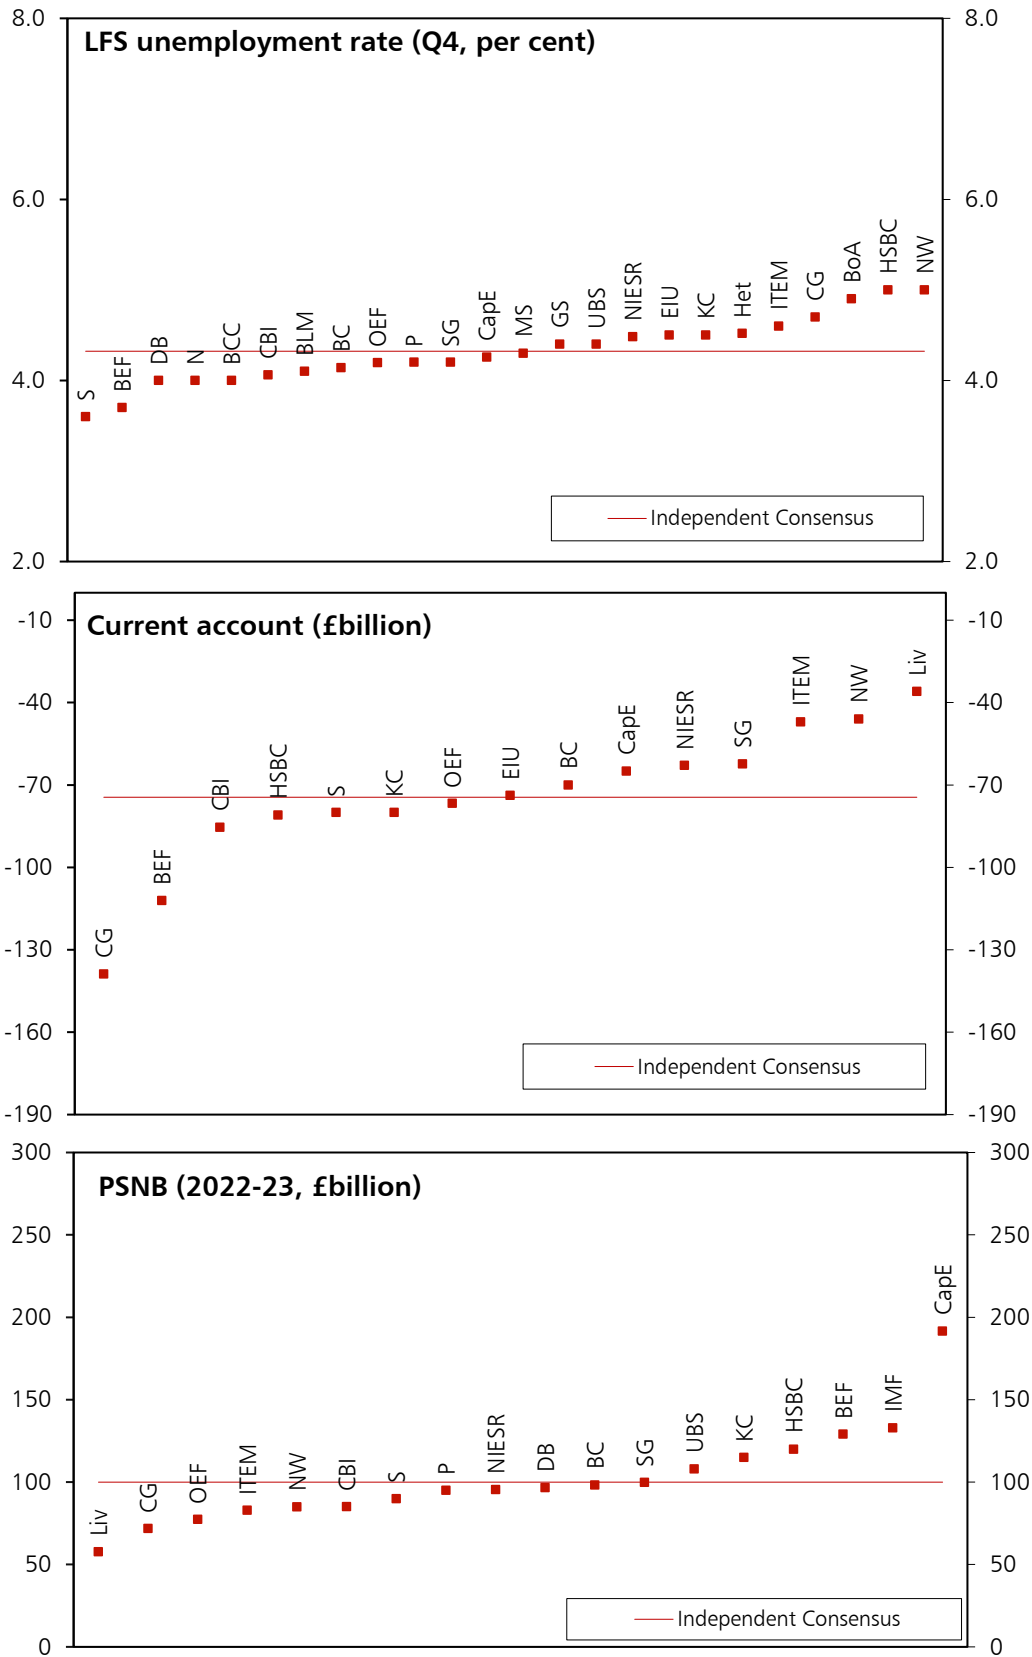 8.0 8.0
LFS unemployment rate (Q4, per cent)
6.0 6.0
S BEF DB N BCC CBI BLM BC OEF P SG CapE MS GS UBS NIESR EIU KC Het ITEM CG BoA HSBC NW
4.0 4.0
Independent Consensus
2.0 2.0
-10 -10
Current account (£billion)
-40 -40
CG BEF CBI HSBC S KC OEF EIU BC CapE NIESR SG ITEM NW Liv
-70 -70
-100 -100
-130 -130
-160 -160
Independent Consensus
-190 -190
300 300
PSNB (2022-23, £billion)
250 250
200 200
150 150
Liv CG OEF ITEM NW CBI S P NIESR DB BC SG UBS KC HSBC BEF IMF CapE
100 100
50 50
Independent Consensus
0 0